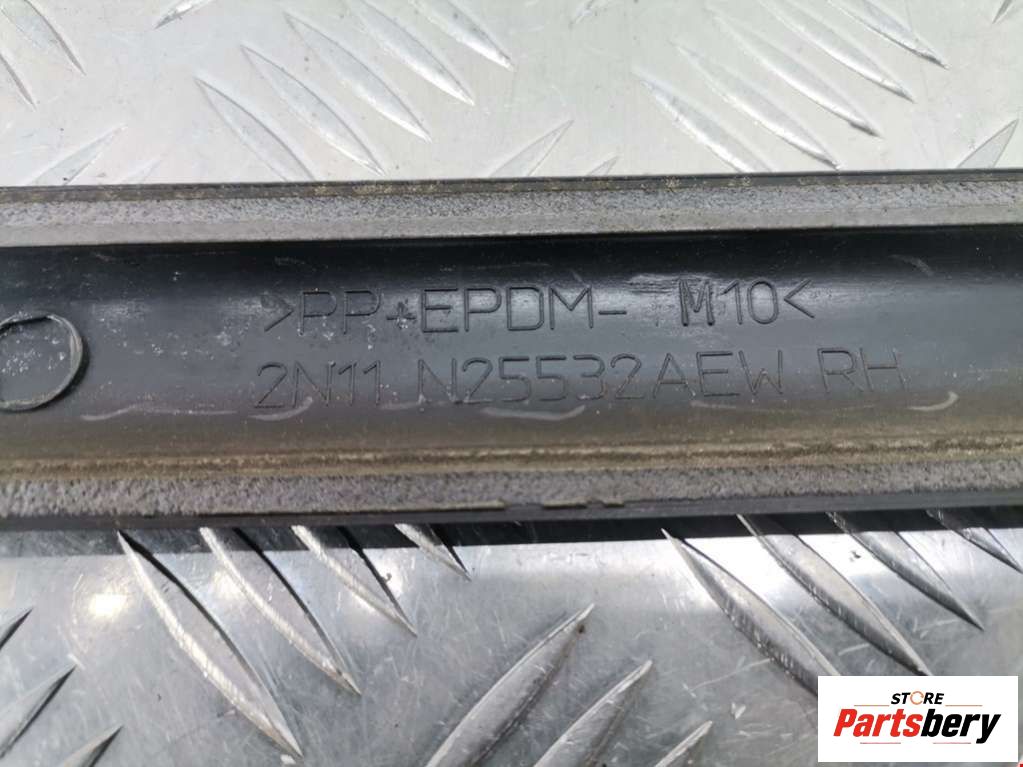 >PP+EPDM- M10<
2N11 N25532AEW RH
STORE
Partsbery